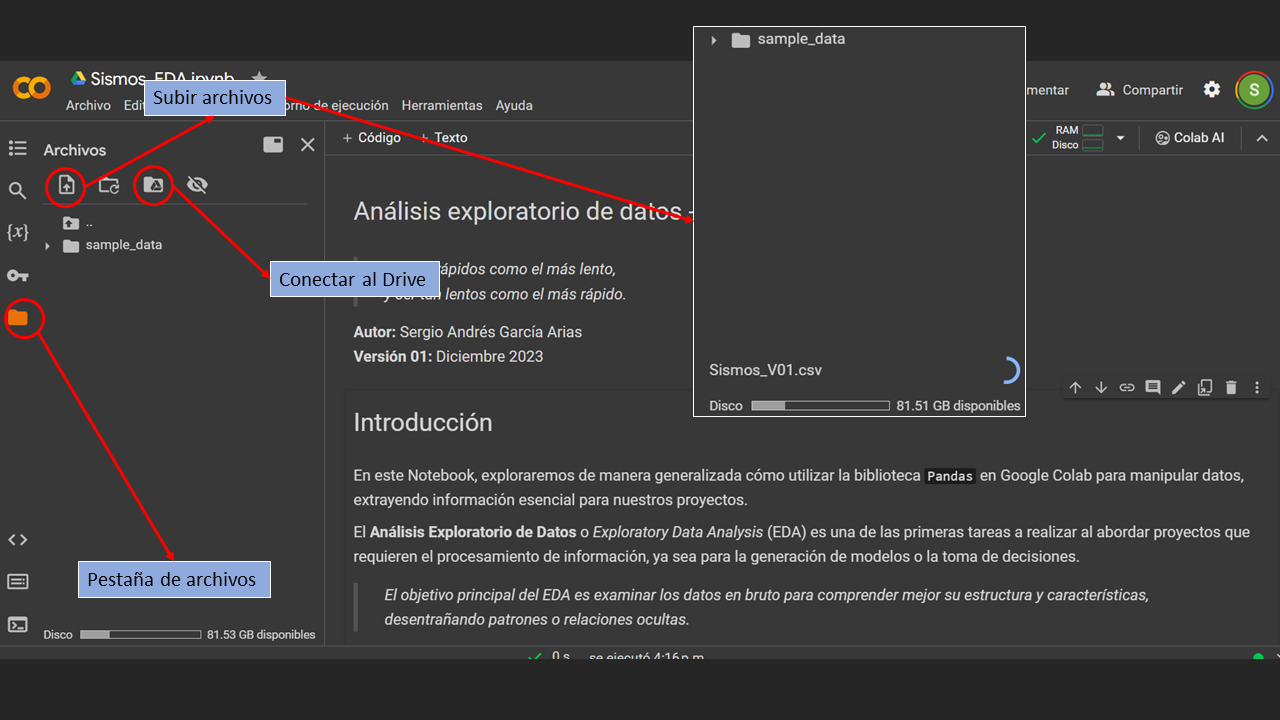 sample_data
Sismos_EDA.ipynb
Archivo
Subir archivos
orno de ejecución
Herramientas
Ayuda
mentar
Compartir
S
Archivos
+ Código
+ Texto
RAM
Disco
Colab AI
..
sample_data
{x}
Análisis exploratorio de datos -
rápidos como el más lento,
lentos como el más rápido.
Conectar al Drive
Autor: Sergio Andrés García Arias
Versión 01: Diciembre 2023
Sismos_V01.csv
Disco 81.51 GB disponibles
Introducción
En este Notebook, exploraremos de manera generalizada cómo utilizar la biblioteca Pandas en Google Colab para manipular datos,
extrayendo información esencial para nuestros proyectos.
El Análisis Exploratorio de Datos o Exploratory Data Analysis (EDA) es una de las primeras tareas a realizar al abordar proyectos que
requieren el procesamiento de información, ya sea para la generación de modelos o la toma de decisiones.
El objetivo principal del EDA es examinar los datos en bruto para comprender mejor su estructura y características,
desentrañando patrones o relaciones ocultas.
Pestaña de archivos
Disco 81.53 GB disponibles
0 s se ejecutó 4:16 p.m.